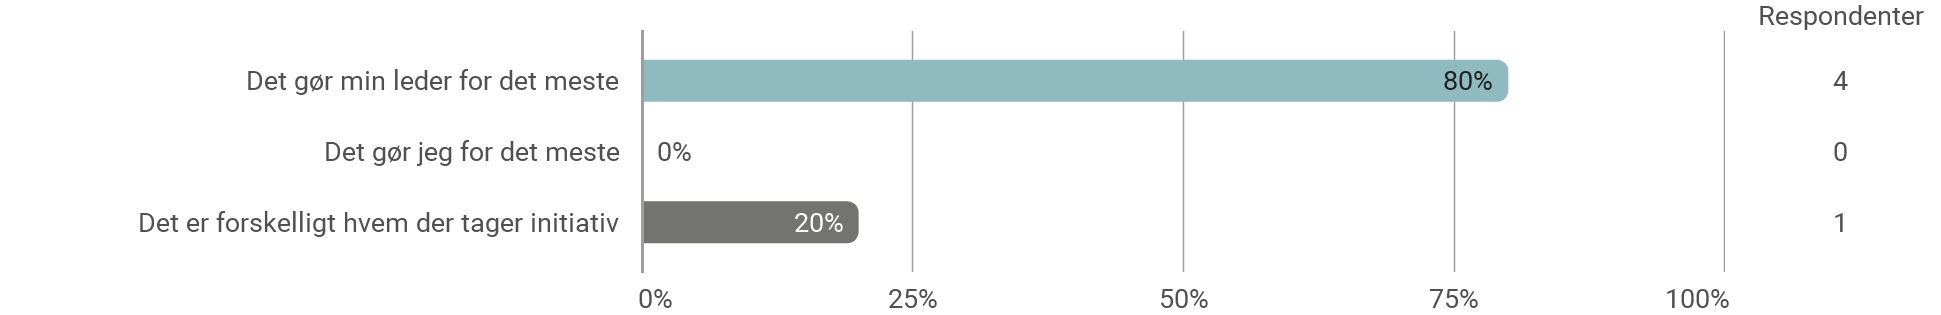 Respondenter
Det gør min leder for det meste 80% 4
Det gør jeg for det meste 0% 0
Det er forskelligt hvem der tager initiativ 20% 1
0% 25% 50% 75% 100%